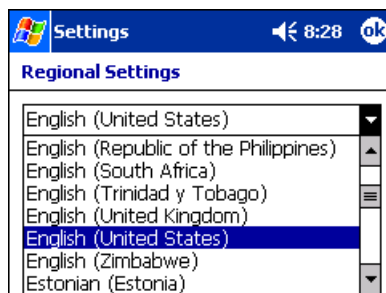 Settings 8:28 ok
Regional Settings
English (United States)
English (Republic of the Philippines)
English (South Africa)
English (Trinidad y Tobago)
English (United Kingdom)
English (United States)
English (Zimbabwe)
Estonian (Estonia)